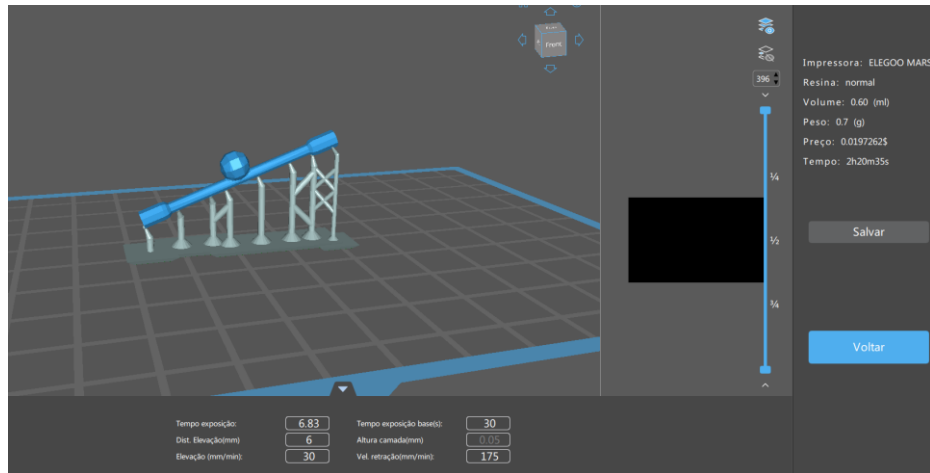 Front
396
Impressora: ELEGOO MARS
Resina: normal
Volume: 0.60 (ml)
Peso: 0.7 (g)
Preço: 0.0197262$
Tempo: 2h20m35s
¼
½
¾
Salvar
Voltar
Tempo exposição: 6.83 Tempo exposição base(s): 30
Dist. Elevação(mm) 6 Altura camada(mm) 0.05
Elevação (mm/min): 30 Vel. retração(mm/min): 175